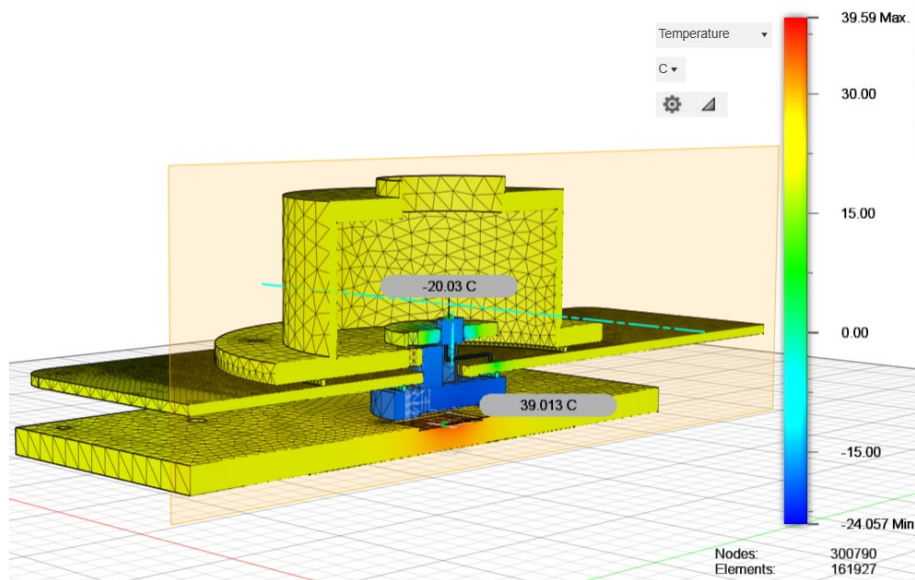 39.59 Max.
Temperature
C
30.00
15.00
-20.03 C
0.00
39.013 C
-15.00
-24.057 Min
Nodes: 300790
Elements: 161927